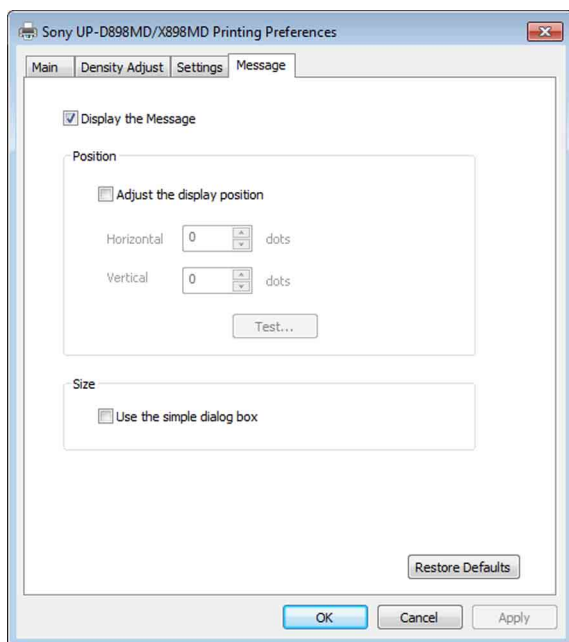 Sony UP-D898MD/X898MD Printing Preferences
Main Density Adjust Settings Message
Display the Message
Position
Adjust the display position
Horizontal 0 dots
Vertical 0 dots
Test...
Size
Use the simple dialog box
Restore Defaults
OK Cancel Apply